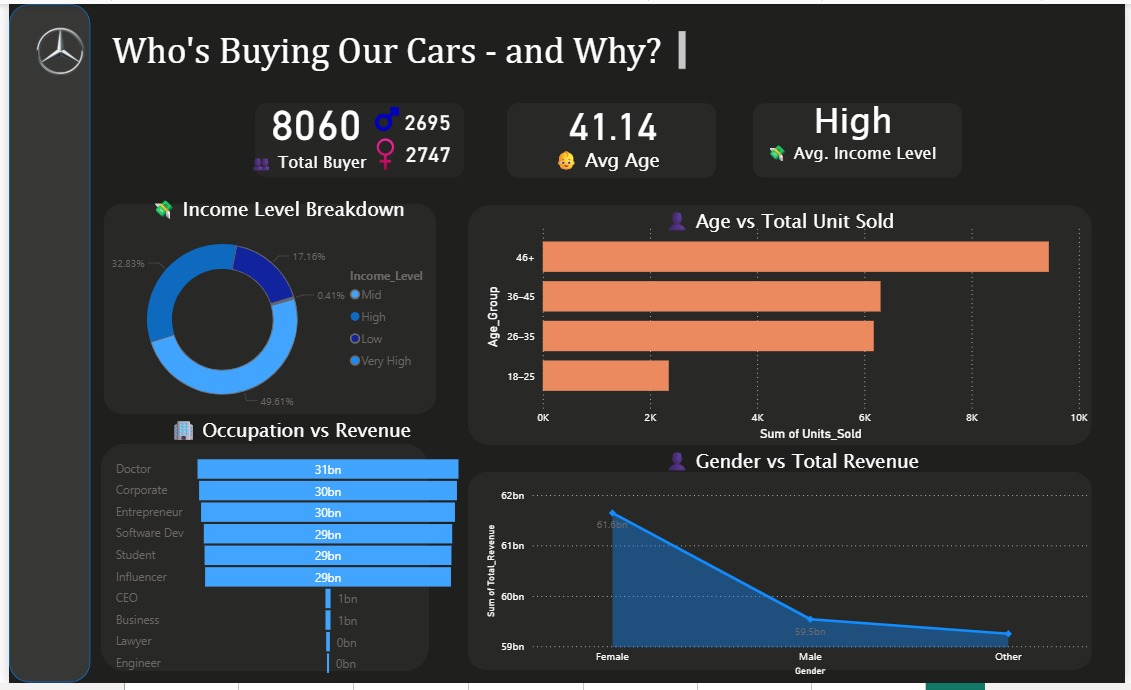 Who's Buying Our Cars - and Why?
8060
2695
2747
Total Buyer
41.14
Avg Age
High
Avg. Income Level
Income Level Breakdown
32.83%
17.16%
0.41%
49.61%
Income_Level
Mid
High
Low
Very High
Age vs Total Unit Sold
Age_Group
46+
36–45
26–35
18–25
0K 2K 4K 6K 8K 10K
Sum of Units_Sold
Occupation vs Revenue
Doctor 31bn
Corporate 30bn
Entrepreneur 30bn
Software Dev 29bn
Student 29bn
Influencer 29bn
CEO 1bn
Business 1bn
Lawyer 0bn
Engineer 0bn
Gender vs Total Revenue
Sum of Total_Revenue
62bn
61bn
60bn
59bn
61.6bn
59.5bn
Female Male Other
Gender